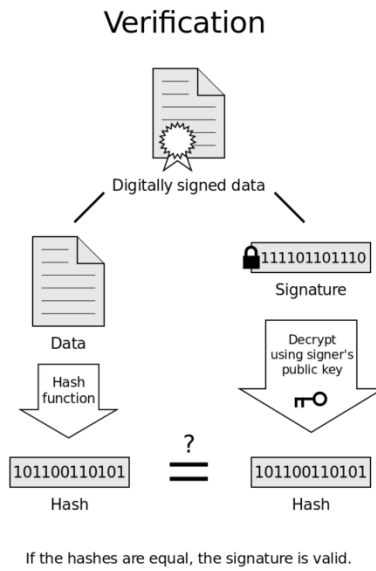 Verification
Digitally signed data
111101101110
Signature
Data
Hash
function
Decrypt
using signer's
public key
?
101100110101
Hash
101100110101
Hash
If the hashes are equal, the signature is valid.